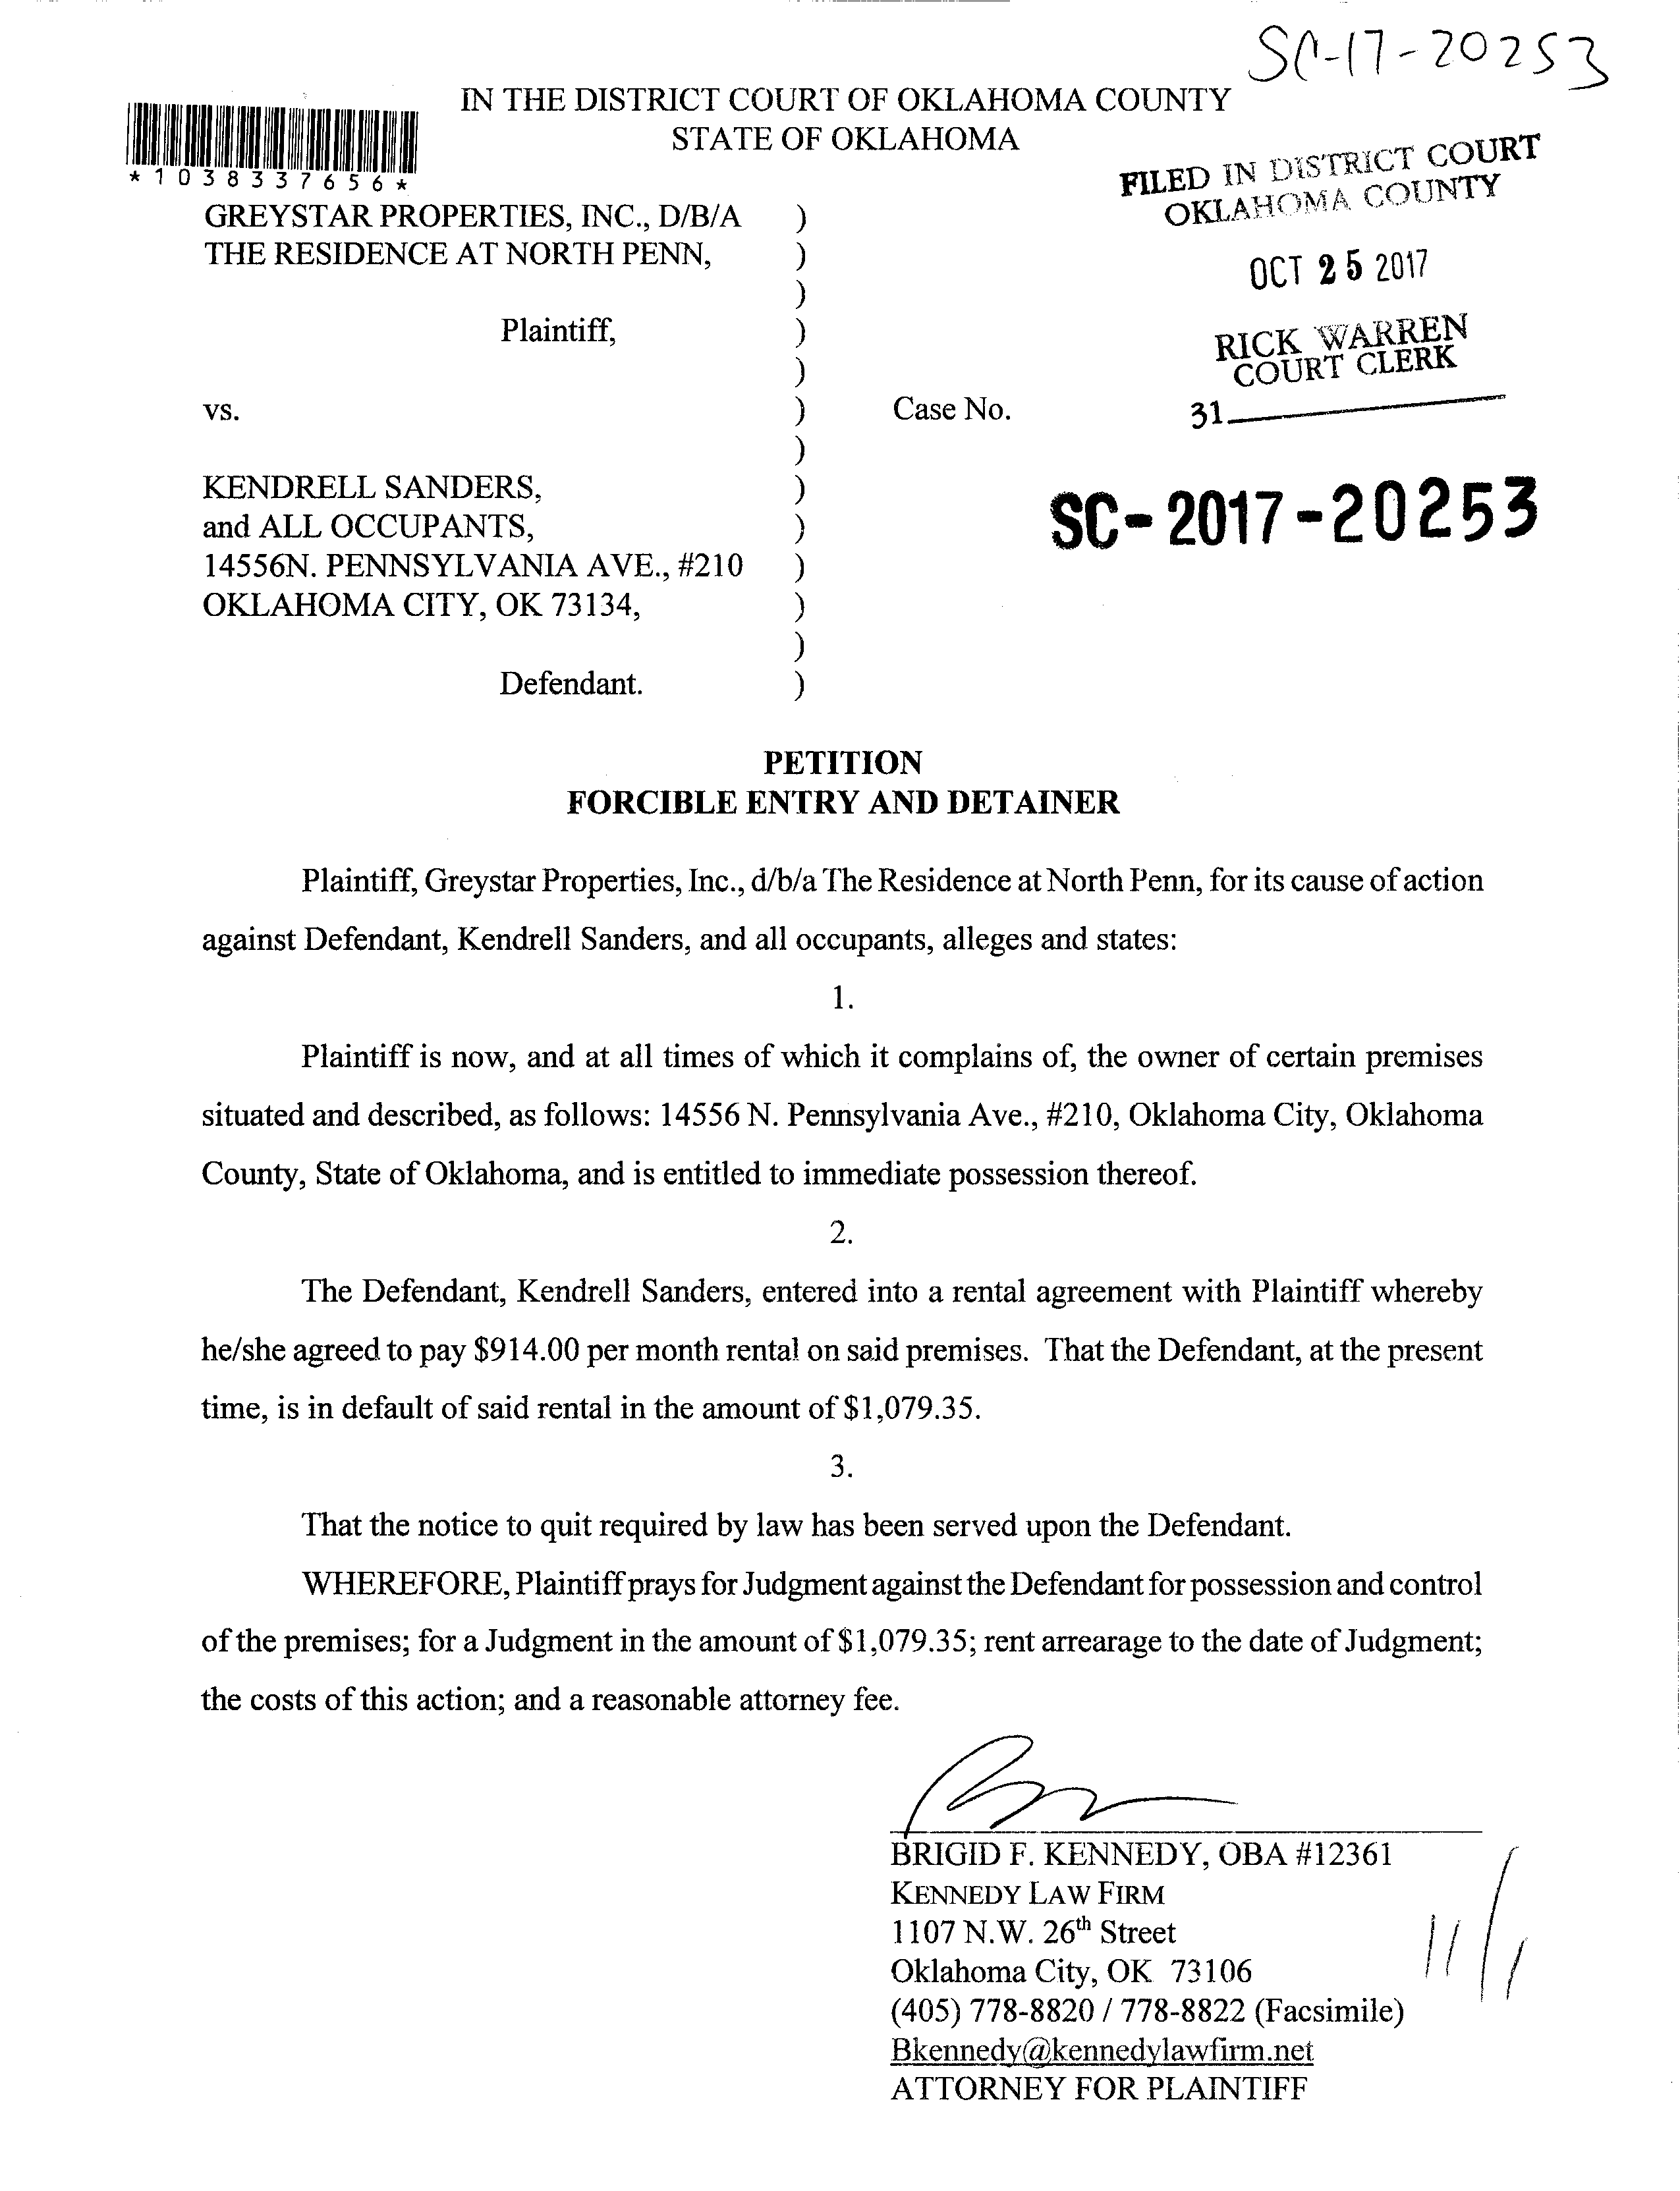 SC-17-20253
IN THE DISTRICT COURT OF OKLAHOMA COUNTY
STATE OF OKLAHOMA
*1038337656*
FILED IN DISTRICT COURT
OKLAHOMA COUNTY
OCT 25 2017
RICK WARREN
COURT CLERK
31
GREYSTAR PROPERTIES, INC., D/B/A )
THE RESIDENCE AT NORTH PENN, )
)
Plaintiff, )
)
vs. ) Case No.
)
SC-2017-20253
KENDRELL SANDERS, )
and ALL OCCUPANTS, )
14556N. PENNSYLVANIA AVE., #210 )
OKLAHOMA CITY, OK 73134, )
)
Defendant. )
PETITION
FORCIBLE ENTRY AND DETAINER
Plaintiff, Greystar Properties, Inc., d/b/a The Residence at North Penn, for its cause of action
against Defendant, Kendrell Sanders, and all occupants, alleges and states:
1.
Plaintiff is now, and at all times of which it complains of, the owner of certain premises
situated and described, as follows: 14556 N. Pennsylvania Ave., #210, Oklahoma City, Oklahoma
County, State of Oklahoma, and is entitled to immediate possession thereof.
2.
The Defendant, Kendrell Sanders, entered into a rental agreement with Plaintiff whereby
he/she agreed to pay $914.00 per month rental on said premises. That the Defendant, at the present
time, is in default of said rental in the amount of $1,079.35.
3.
That the notice to quit required by law has been served upon the Defendant.
WHEREFORE, Plaintiff prays for Judgment against the Defendant for possession and control
of the premises; for a Judgment in the amount of $1,079.35; rent arrearage to the date of Judgment;
the costs of this action; and a reasonable attorney fee.
BRIGID F. KENNEDY, OBA #12361
KENNEDY LAW FIRM
1107 N.W. 26th Street
Oklahoma City, OK 73106
(405) 778-8820 / 778-8822 (Facsimile)
Bkennedy@kennedylawfirm.net
ATTORNEY FOR PLAINTIFF
11/1